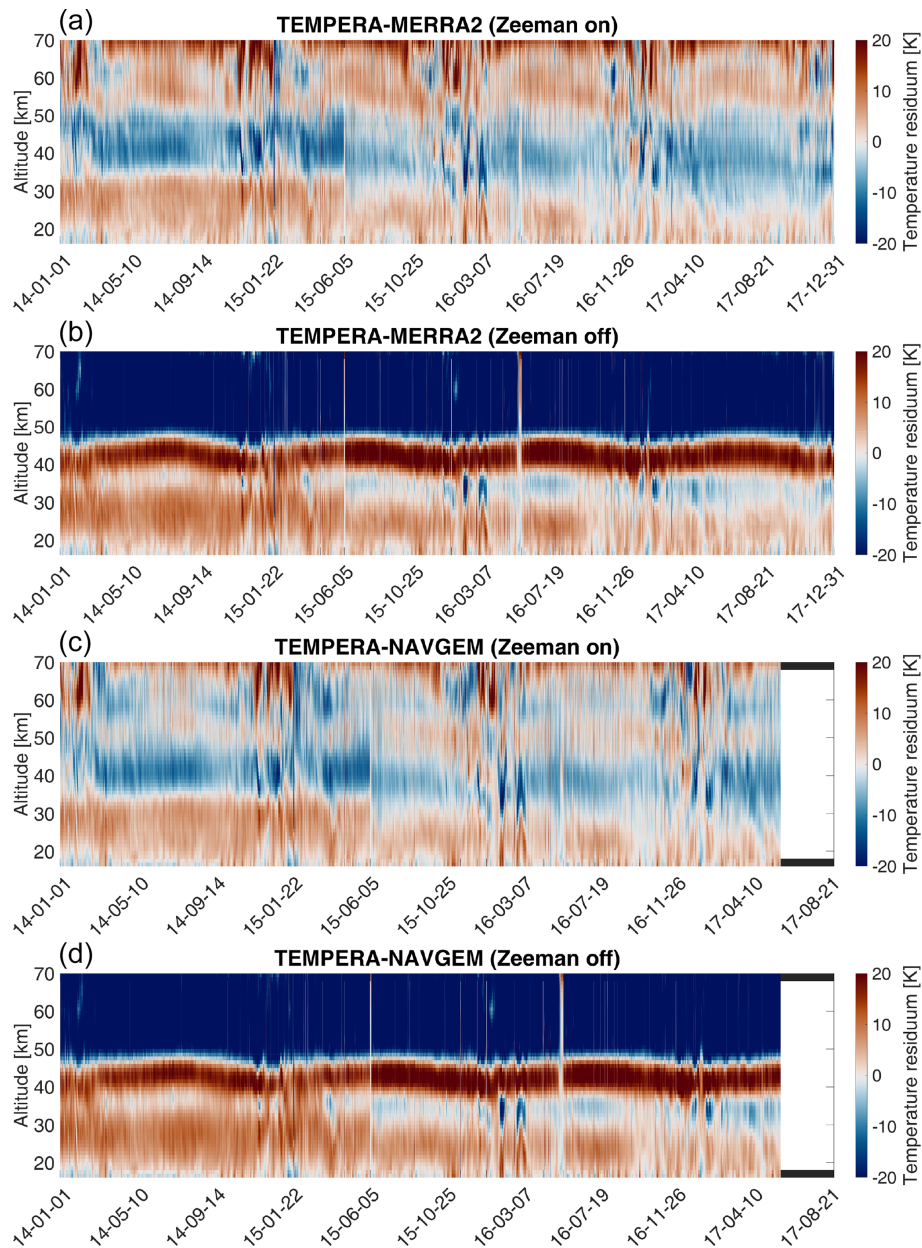 (a)
TEMPERA-MERRA2 (Zeeman on)
70
60
50
40
30
20
Altitude [km]
14-01-01 14-05-10 14-09-14 15-01-22 15-06-05 15-10-25 16-03-07 16-07-19 16-11-26 17-04-10 17-08-21 17-12-31
20
10
0
-10
-20
Temperature residuum [K]
(b)
TEMPERA-MERRA2 (Zeeman off)
70
60
50
40
30
20
Altitude [km]
14-01-01 14-05-10 14-09-14 15-01-22 15-06-05 15-10-25 16-03-07 16-07-19 16-11-26 17-04-10 17-08-21 17-12-31
20
10
0
-10
-20
Temperature residuum [K]
(c)
TEMPERA-NAVGEM (Zeeman on)
70
60
50
40
30
20
Altitude [km]
14-01-01 14-05-10 14-09-14 15-01-22 15-06-05 15-10-25 16-03-07 16-07-19 16-11-26 17-04-10 17-08-21
20
10
0
-10
-20
Temperature residuum [K]
(d)
TEMPERA-NAVGEM (Zeeman off)
70
60
50
40
30
20
Altitude [km]
14-01-01 14-05-10 14-09-14 15-01-22 15-06-05 15-10-25 16-03-07 16-07-19 16-11-26 17-04-10 17-08-21
20
10
0
-10
-20
Temperature residuum [K]